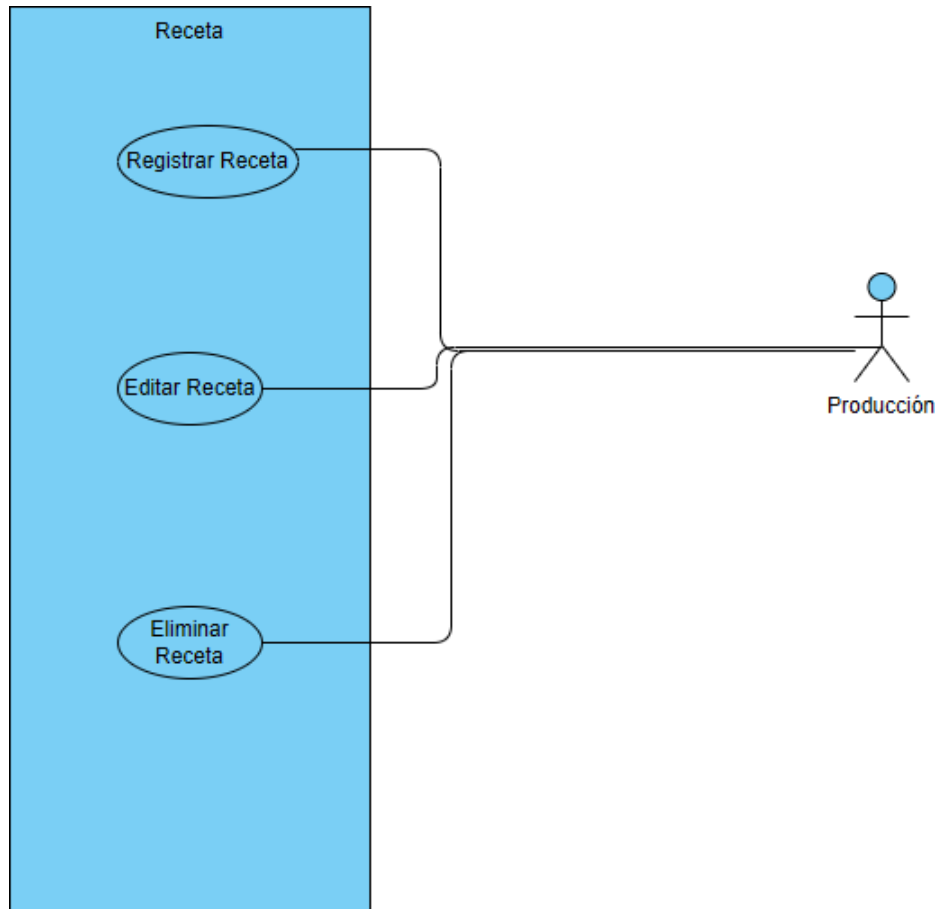 Receta
Registrar Receta
Editar Receta
Producción
Eliminar
Receta